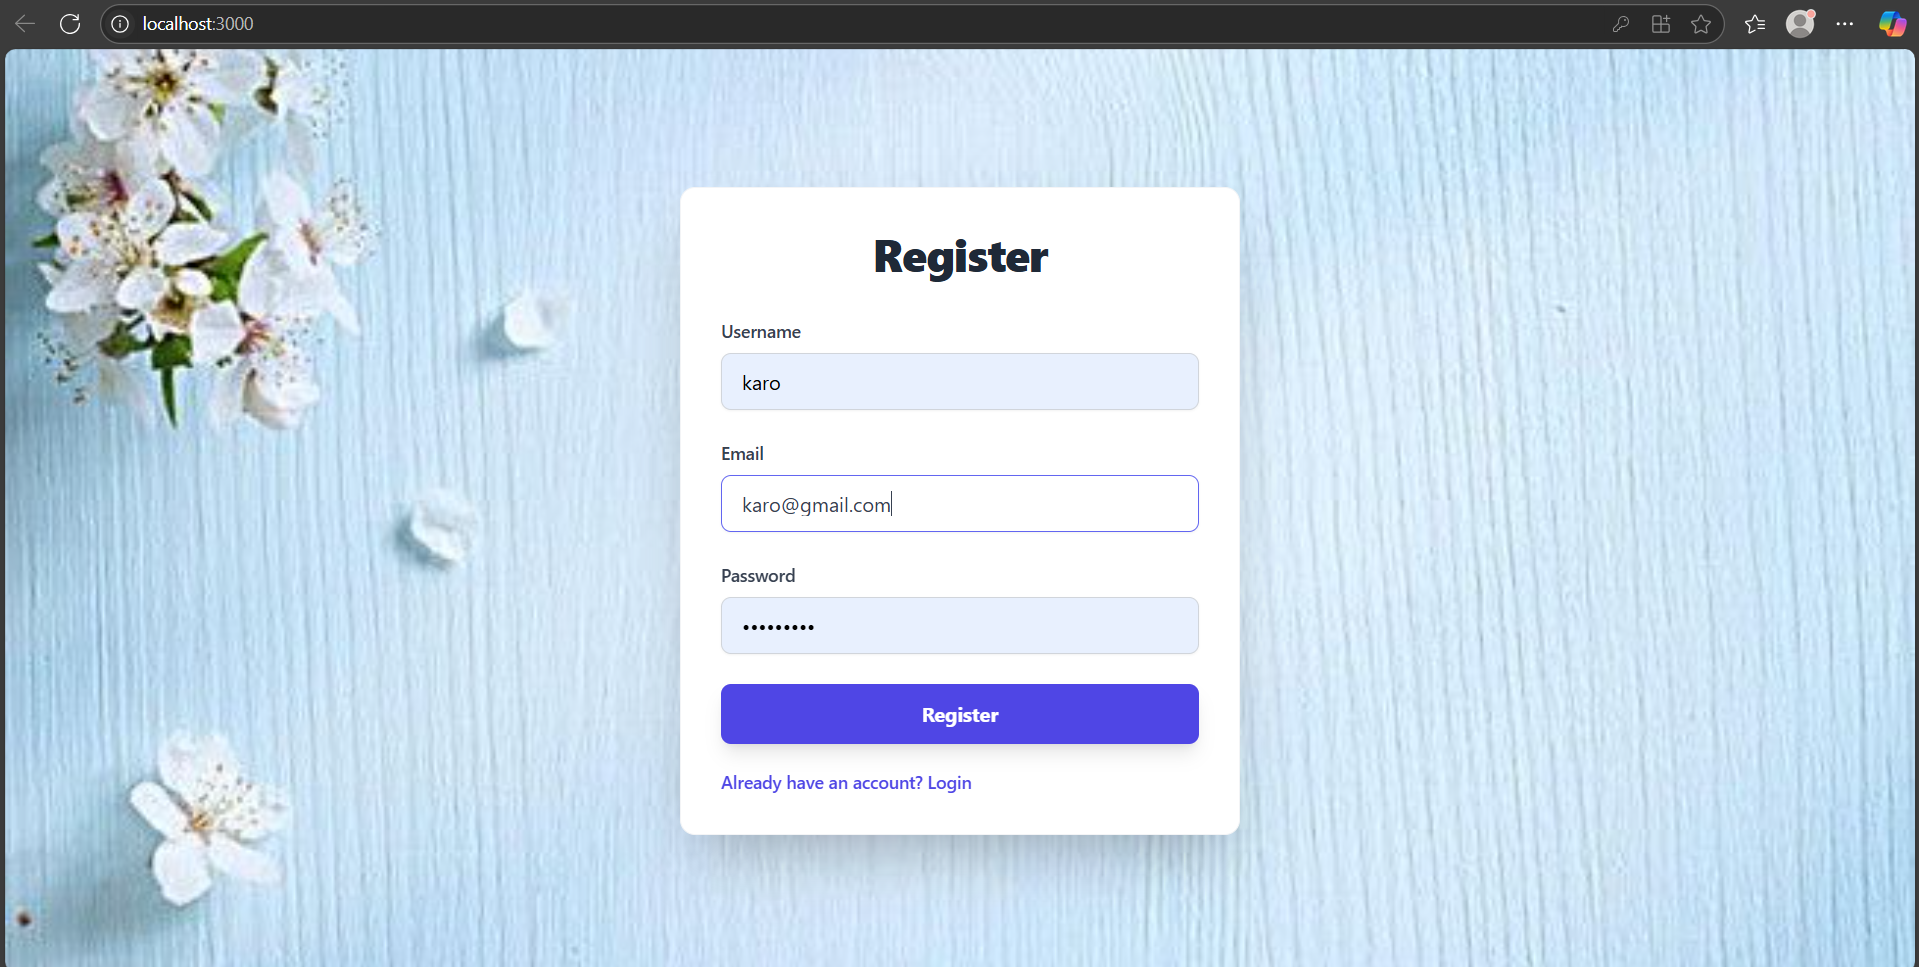 localhost:3000
Register
Username
karo
Email
karo@gmail.com
Password
•••••••••
Register
Already have an account? Login